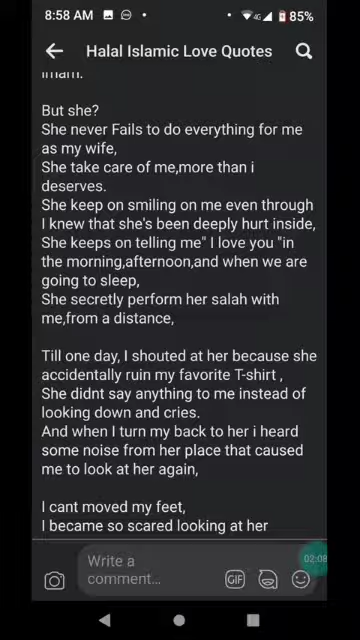 8:58 AM
4G 85%
Halal Islamic Love Quotes
imam.
But she?
She never Fails to do everything for me
as my wife,
She take care of me,more than i
deserves.
She keep on smiling on me even through
I knew that she's been deeply hurt inside,
She keeps on telling me" I love you "in
the morning,afternoon,and when we are
going to sleep,
She secretly perform her salah with
me,from a distance,
Till one day, I shouted at her because she
accidentally ruin my favorite T-shirt ,
She didnt say anything to me instead of
looking down and cries.
And when I turn my back to her i heard
some noise from her place that caused
me to look at her again,
I cant moved my feet,
I became so scared looking at her
Write a
comment...
GIF
02:08